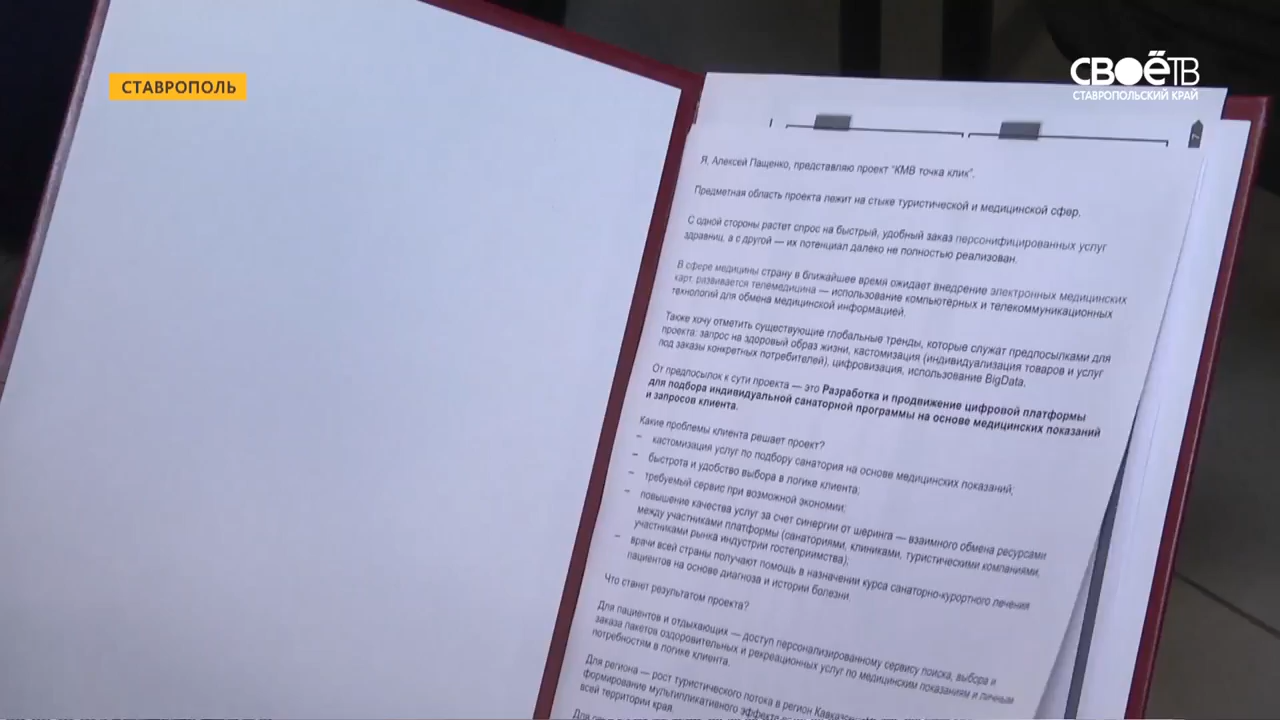 СТАВРОПОЛЬ
СВОЁТВ
СТАВРОПОЛЬСКИЙ КРАЙ
7
Я, Алексей Пащенко, представляю проект "КМВ точка клик".
Предметная область проекта лежит на стыке туристической и медицинской сфер.
С одной стороны растет спрос на быстрый, удобный заказ персонифицированных услуг
здравниц, а с другой — их потенциал далеко не полностью реализован.
В сфере медицины страну в ближайшее время ожидает внедрение электронных медицинских
карт, развивается телемедицина — использование компьютерных и телекоммуникационных
технологий для обмена медицинской информацией.
Также хочу отметить существующие глобальные тренды, которые служат предпосылками для
проекта: запрос на здоровый образ жизни, кастомизация (индивидуализация товаров и услуг
под заказы конкретных потребителей), цифровизация, использование BigData.
От предпосылок к сути проекта — это Разработка и продвижение цифровой платформы
для подбора индивидуальной санаторной программы на основе медицинских показаний
и запросов клиента.
Какие проблемы клиента решает проект?
– кастомизация услуг по подбору санатория на основе медицинских показаний;
– быстрота и удобство выбора в логике клиента;
– требуемый сервис при возможной экономии;
– повышение качества услуг за счет синергии от шеринга — взаимного обмена ресурсами
между участниками платформы (санаториями, клиниками, туристическими компаниями,
участниками рынка индустрии гостеприимства);
– врачи всей страны получают помощь в назначении курса санаторно-курортного лечения
пациентов на основе диагноза и истории болезни.
Что станет результатом проекта?
Для пациентов и отдыхающих — доступ персонализированному сервису поиска, выбора и
заказа пакетов оздоровительных и рекреационных услуг по медицинским показаниям и личным
потребностям в логике клиента.
Для региона — рост туристического потока в регион
формирование мультипликативного эффекта
всей территории края.
Для